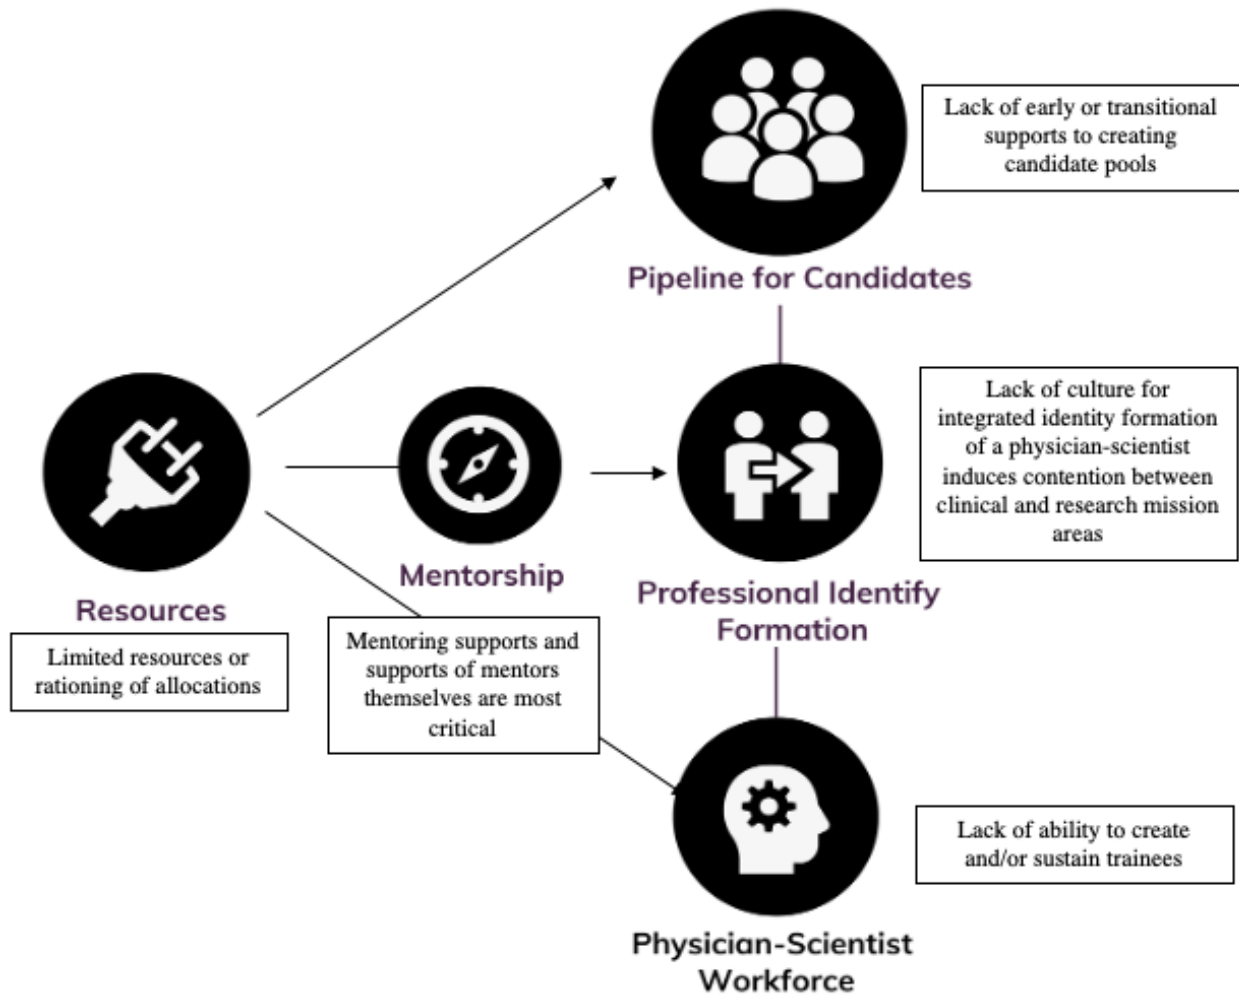 Lack of early or transitional
supports to creating
candidate pools
Pipeline for Candidates
Lack of culture for
integrated identity formation
of a physician-scientist
induces contention between
clinical and research mission
areas
Mentorship
Professional Identify
Formation
Resources
Limited resources or
rationing of allocations
Mentoring supports and
supports of mentors
themselves are most
critical
Lack of ability to create
and/or sustain trainees
Physician-Scientist
Workforce